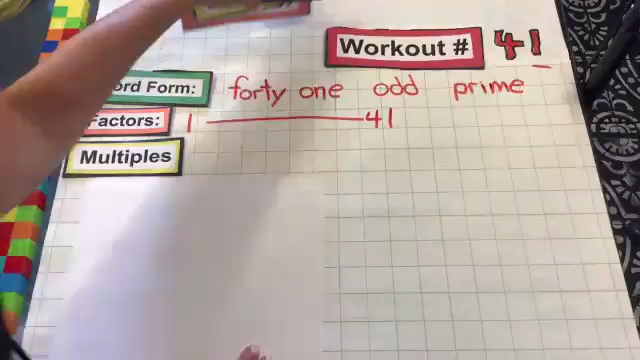 Workout # 41
ord Form: forty one odd prime
Factors: 1 41
Multiples